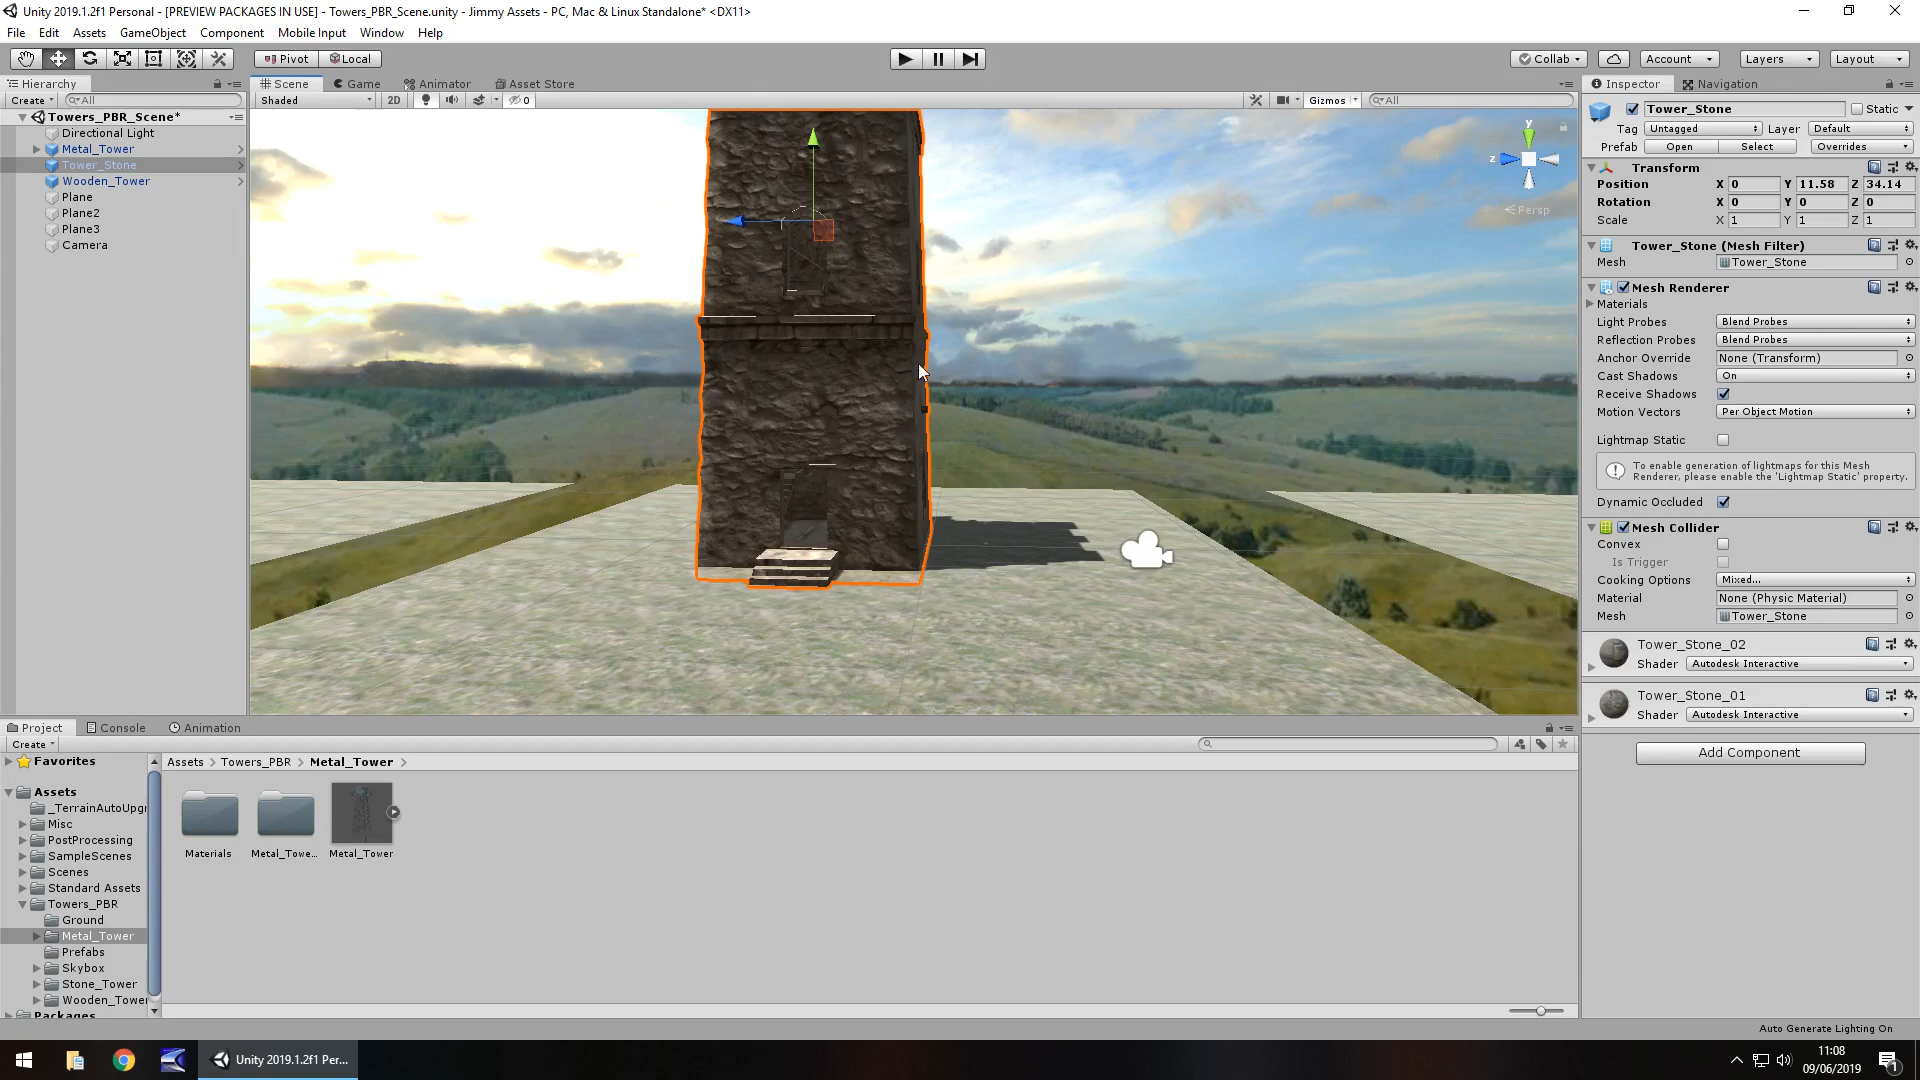 Unity 2019.1.2f1 Personal - [PREVIEW PACKAGES IN USE] - Towers_PBR_Scene.unity - Jimmy Assets - PC, Mac & Linux Standalone* <DX11>
File Edit Assets GameObject Component Mobile Input Window Help
Pivot Local Collab Account Layers Layout
Hierarchy Scene Game Animator Asset Store Inspector Navigation
Create All Shaded 2D 0 Gizmos All
Towers_PBR_Scene*
Directional Light
Metal_Tower
Tower_Stone
Wooden_Tower
Plane
Plane2
Plane3
Camera
y
z
Persp
Tower_Stone Static
Tag Untagged Layer Default
Prefab Open Select Overrides
Transform
Position X 0 Y 11.58 Z 34.14
Rotation X 0 Y 0 Z 0
Scale X 1 Y 1 Z 1
Tower_Stone (Mesh Filter)
Mesh Tower_Stone
Mesh Renderer
Materials
Light Probes Blend Probes
Reflection Probes Blend Probes
Anchor Override None (Transform)
Cast Shadows On
Receive Shadows
Motion Vectors Per Object Motion
Lightmap Static
To enable generation of lightmaps for this Mesh
Renderer, please enable the 'Lightmap Static' property.
Dynamic Occluded
Mesh Collider
Convex
Is Trigger
Cooking Options Mixed...
Material None (Physic Material)
Mesh Tower_Stone
Tower_Stone_02
Shader Autodesk Interactive
Tower_Stone_01
Shader Autodesk Interactive
Add Component
Project Console Animation
Create
Favorites
Assets
_TerrainAutoUpgr
Misc
PostProcessing
SampleScenes
Scenes
Standard Assets
Towers_PBR
Ground
Metal_Tower
Prefabs
Skybox
Stone_Tower
Wooden_Tower
Packages
Assets > Towers_PBR > Metal_Tower >
Materials Metal_Towe... Metal_Tower
Auto Generate Lighting On
Unity 2019.1.2f1 Per...
11:08
09/06/2019
1